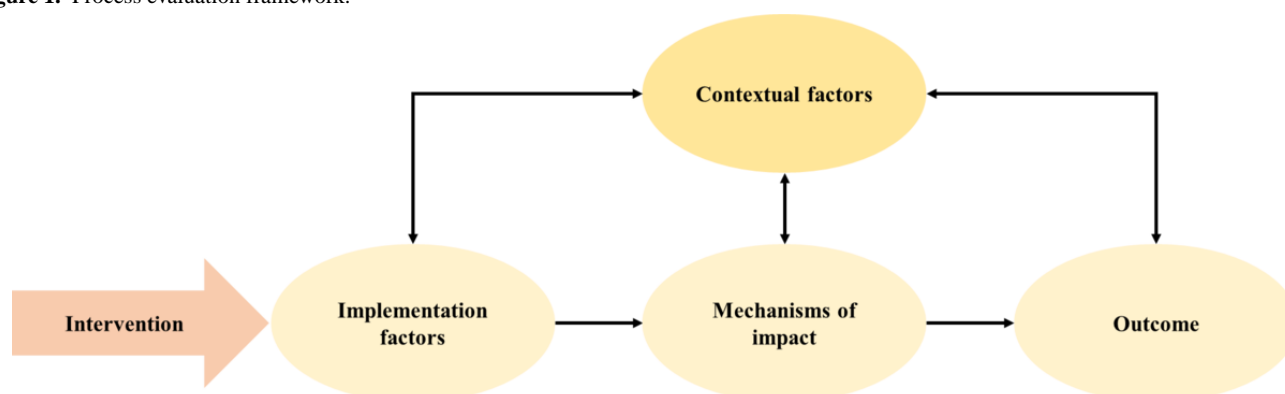 Process evaluation framework.
Contextual factors
Intervention
Implementation
factors
Mechanisms of
impact
Outcome